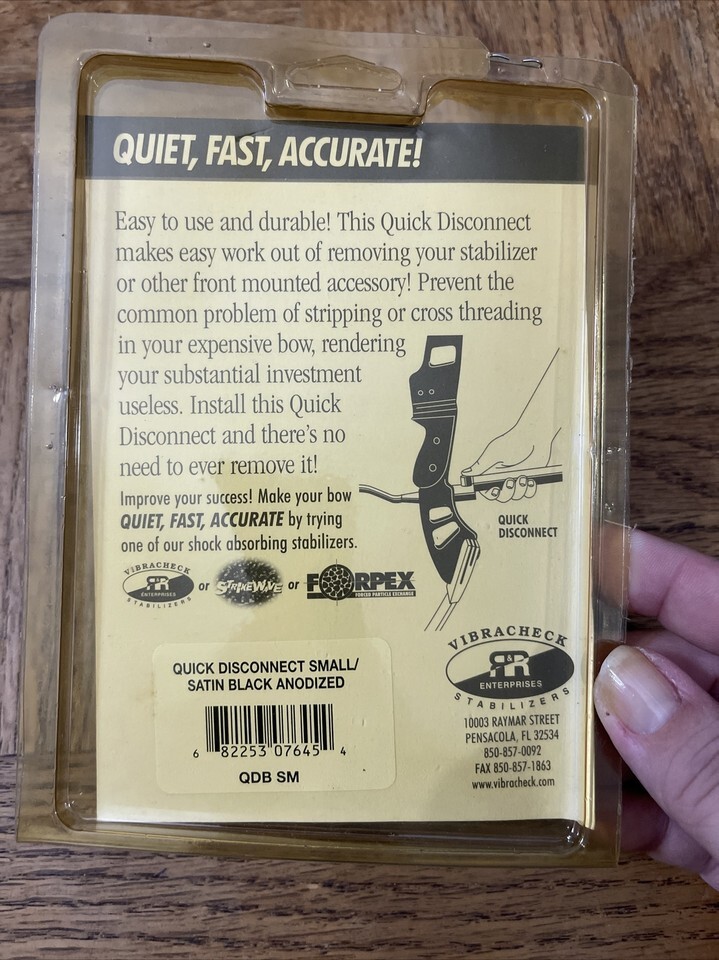 QUIET, FAST, ACCURATE!
Easy to use and durable! This Quick Disconnect
makes easy work out of removing your stabilizer
or other front mounted accessory! Prevent the
common problem of stripping or cross threading
in your expensive bow, rendering
your substantial investment
useless. Install this Quick
Disconnect and there's no
need to ever remove it!
Improve your success! Make your bow
QUIET, FAST, ACCURATE by trying
one of our shock absorbing stabilizers.
QUICK
DISCONNECT
VIBRACHECK
R&R
ENTERPRISES
STABILIZERS
or
STRIKEWAVE
or
FORPEX
FORCED PARTICLE EXCHANGE
QUICK DISCONNECT SMALL/
SATIN BLACK ANODIZED
6 82253 07645 4
QDB SM
VIBRACHECK
R&R
ENTERPRISES
STABILIZERS
10003 RAYMAR STREET
PENSACOLA, FL 32534
850-857-0092
FAX 850-857-1863
www.vibracheck.com